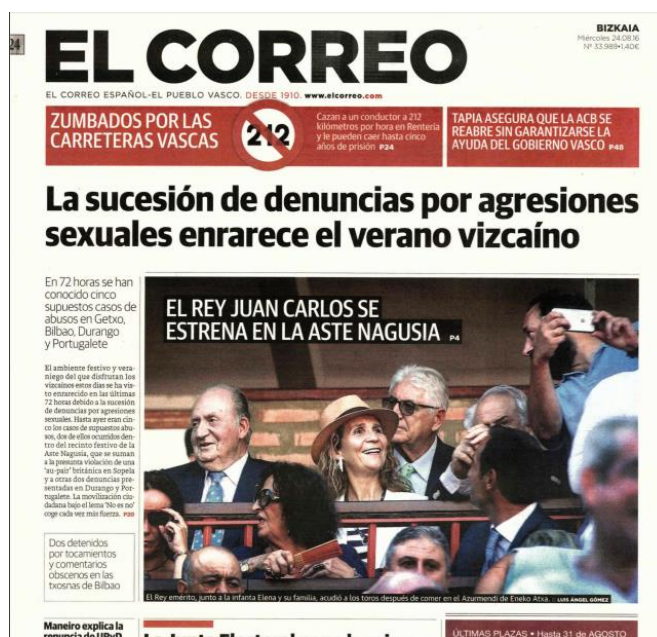 24
EL CORREO
BIZKAIA
Miércoles 24.08.16
Nº 33.989•1,40€
EL CORREO ESPAÑOL-EL PUEBLO VASCO. DESDE 1910. www.elcorreo.com
ZUMBADOS POR LAS
CARRETERAS VASCAS
212
Cazan a un conductor a 212
kilómetros por hora en Rentería
y le pueden caer hasta cinco
años de prisión P24
TAPIA ASEGURA QUE LA ACB SE
REABRE SIN GARANTIZARSE LA
AYUDA DEL GOBIERNO VASCO P48
La sucesión de denuncias por agresiones
sexuales enrarece el verano vizcaíno
En 72 horas se han
conocido cinco
supuestos casos de
abusos en Getxo,
Bilbao, Durango
y Portugalete
El ambiente festivo y vera-
niego del que disfrutan los
vizcaínos estos días se ha vis-
to enrarecido en las últimas
72 horas debido a la sucesión
de denuncias por agresiones
sexuales. Hasta ayer eran cin-
co los casos de supuestos abu-
sos, dos de ellos ocurridos den-
tro del recinto festivo de la
Aste Nagusia, que se suman
a la presunta violación de una
'au-pair' británica en Sopela
y a otras dos denuncias pre-
sentadas en Durango y Por-
tugalete. La movilización ciu-
dadana bajo el lema 'No es no'
coge cada vez más fuerza. P20
Dos detenidos
por tocamientos
y comentarios
obscenos en las
txosnas de Bilbao
EL REY JUAN CARLOS SE
ESTRENA EN LA ASTE NAGUSIA P4
El Rey emérito, junto a la infanta Elena y su familia, acudió a los toros después de comer en el Azurmendi de Eneko Atxa. :: LUIS ÁNGEL GÓMEZ
Maneiro explica la
renuncia de UPyD
ÚLTIMAS PLAZAS • Hasta 31 de AGOSTO